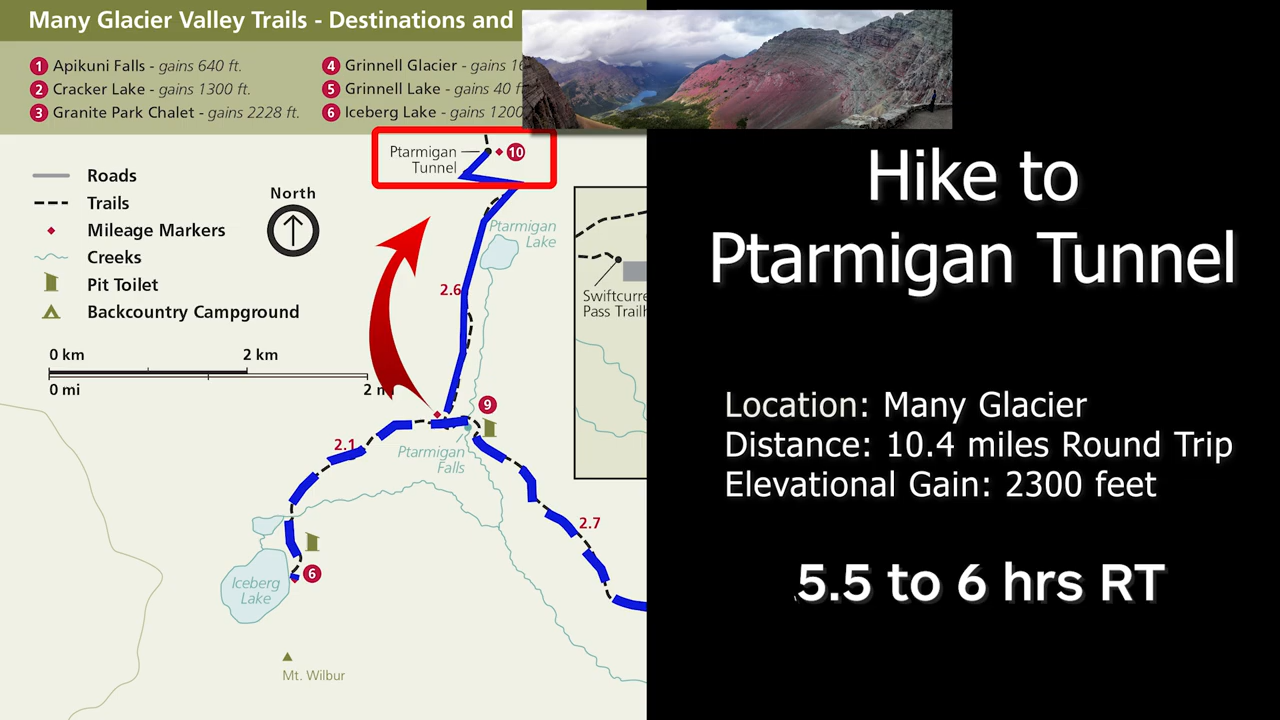 Many Glacier Valley Trails - Destinations and
1 Apikuni Falls - gains 640 ft.
2 Cracker Lake - gains 1300 ft.
3 Granite Park Chalet - gains 2228 ft.
4 Grinnell Glacier - gains 16
5 Grinnell Lake - gains 40 f
6 Iceberg Lake - gains 1200
Roads
Trails
Mileage Markers
Creeks
Pit Toilet
Backcountry Campground
North
0 km 2 km
0 mi 2 m
Ptarmigan
Tunnel
10
Ptarmigan
Lake
2.6
Swiftcurre
Pass Trailh
9
2.1
Ptarmigan
Falls
2.7
6
Iceberg
Lake
Mt. Wilbur
Hike to
Ptarmigan Tunnel
Location: Many Glacier
Distance: 10.4 miles Round Trip
Elevational Gain: 2300 feet
5.5 to 6 hrs RT